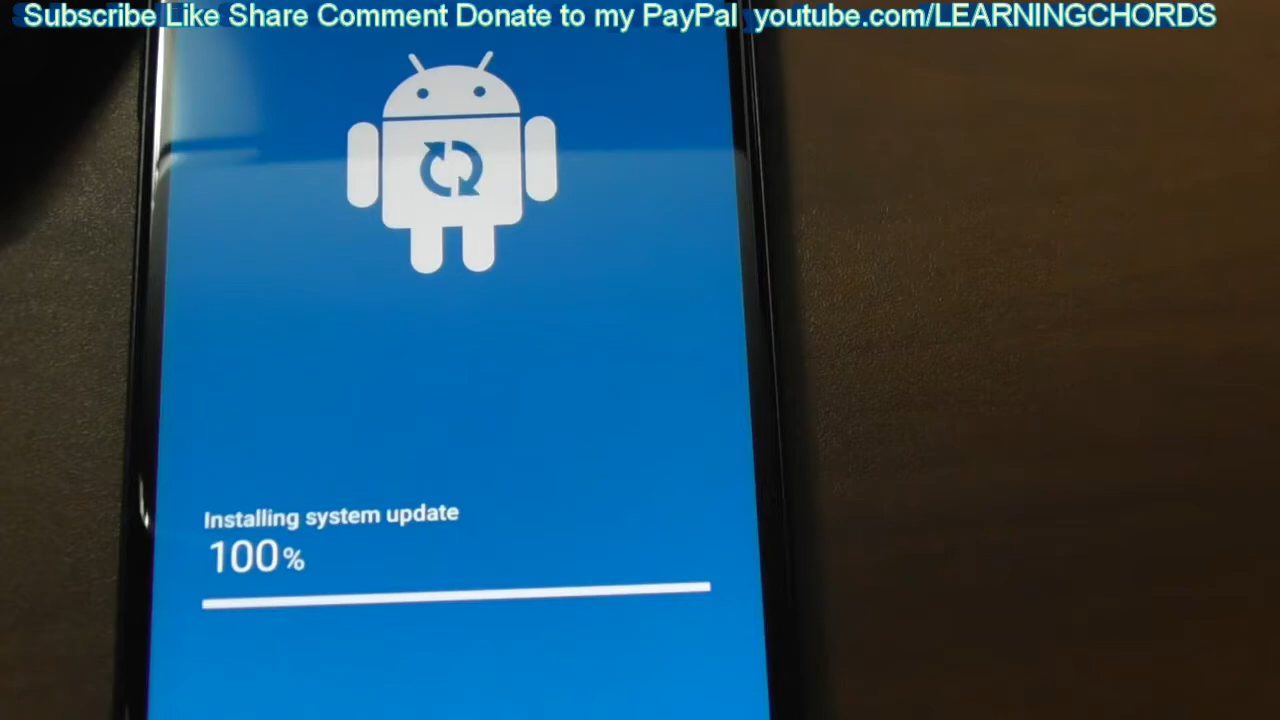 Subscribe Like Share Comment Donate to my PayPal youtube.com/LEARNINGCHORDS
Installing system update
100%